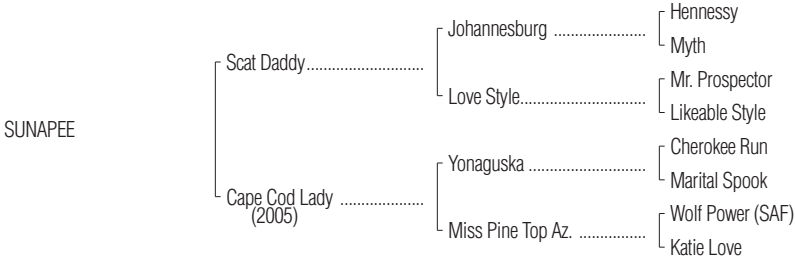 Hennessy
Johannesburg ......................
Myth
Scat Daddy............................
Mr. Prospector
Love Style..............................
Likeable Style
SUNAPEE
Cherokee Run
Yonaguska ............................
Marital Spook
Cape Cod Lady ....................
(2005)
Wolf Power (SAF)
Miss Pine Top Az. ................
Katie Love